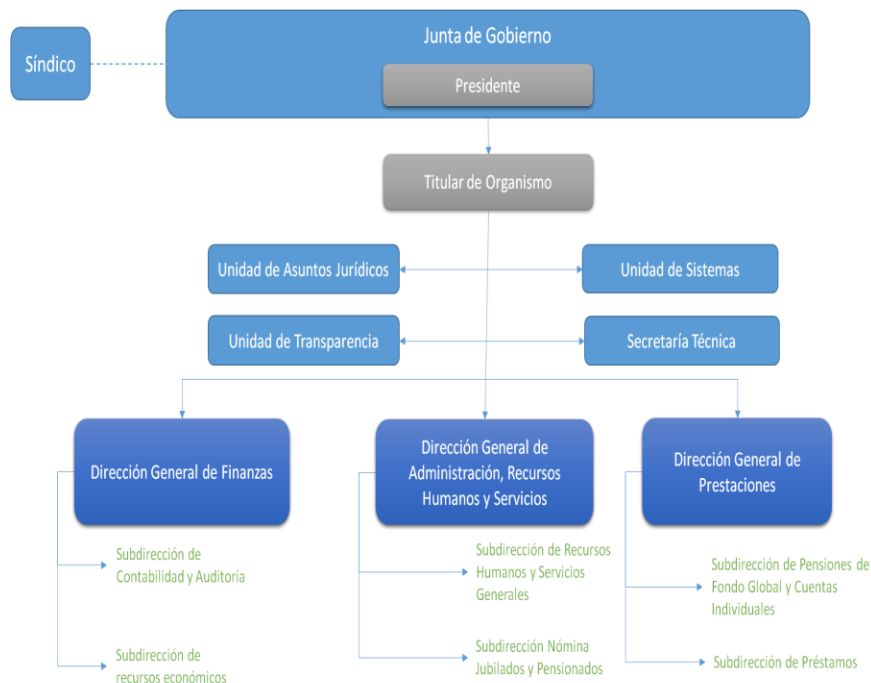 Junta de Gobierno
Síndico
Presidente
Titular de Organismo
Unidad de Asuntos Jurídicos
Unidad de Sistemas
Unidad de Transparencia
Secretaría Técnica
Dirección General de Finanzas
Dirección General de
Administración, Recursos
Humanos y Servicios
Dirección General de
Prestaciones
Subdirección de
Contabilidad y Auditoría
Subdirección de
recursos económicos
Subdirección de Recursos
Humanos y Servicios
Generales
Subdirección Nómina
Jubilados y Pensionados
Subdirección de Pensiones de
Fondo Global y Cuentas
Individuales
Subdirección de Préstamos